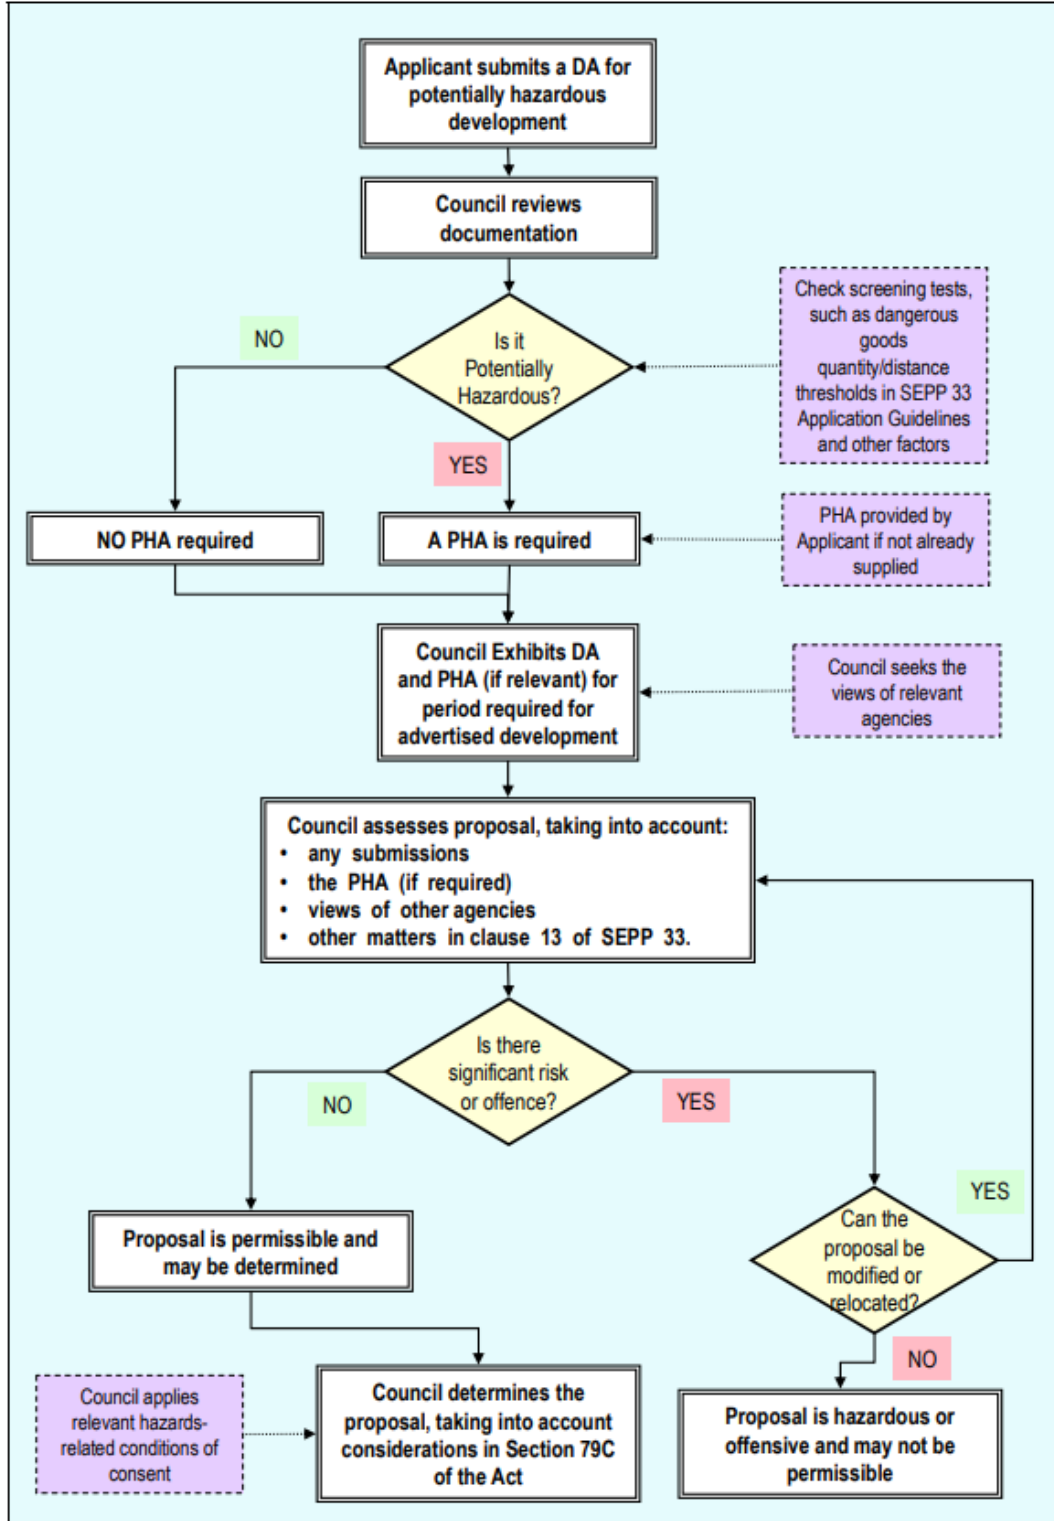 Applicant submits a DA for
potentially hazardous
development
Council reviews
documentation
Check screening tests,
such as dangerous
goods
quantity/distance
thresholds in SEPP 33
Application Guidelines
and other factors
NO
Is it
Potentially
Hazardous?
YES
NO PHA required
A PHA is required
PHA provided by
Applicant if not already
supplied
Council Exhibits DA
and PHA (if relevant) for
period required for
advertised development
Council seeks the
views of relevant
agencies
Council assesses proposal, taking into account:
• any submissions
• the PHA (if required)
• views of other agencies
• other matters in clause 13 of SEPP 33.
Is there
significant risk
or offence?
NO
YES
YES
Proposal is permissible and
may be determined
Can the
proposal be
modified or
relocated?
NO
Council applies
relevant hazards-
related conditions of
consent
Council determines the
proposal, taking into account
considerations in Section 79C
of the Act
Proposal is hazardous or
offensive and may not be
permissible